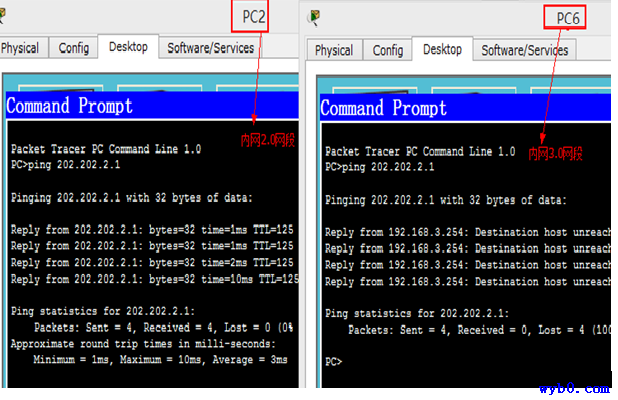 PC2
Physical Config Desktop Software/Services
Command Prompt
内网2.0网段
Packet Tracer PC Command Line 1.0
PC>ping 202.202.2.1
Pinging 202.202.2.1 with 32 bytes of data:
Reply from 202.202.2.1: bytes=32 time=1ms TTL=125
Reply from 202.202.2.1: bytes=32 time=1ms TTL=125
Reply from 202.202.2.1: bytes=32 time=2ms TTL=125
Reply from 202.202.2.1: bytes=32 time=10ms TTL=125
Ping statistics for 202.202.2.1:
Packets: Sent = 4, Received = 4, Lost = 0 (0%
Approximate round trip times in milli-seconds:
Minimum = 1ms, Maximum = 10ms, Average = 3ms
PC6
Physical Config Desktop Software/Services
Command Prompt
Packet Tracer PC Command Line 1.0
内网3.0网段
PC>ping 202.202.2.1
Pinging 202.202.2.1 with 32 bytes of data:
Reply from 192.168.3.254: Destination host unreach
Reply from 192.168.3.254: Destination host unreach
Reply from 192.168.3.254: Destination host unreach
Reply from 192.168.3.254: Destination host unreach
Ping statistics for 202.202.2.1:
Packets: Sent = 4, Received = 0, Lost = 4 (100
PC>
wyb0.com